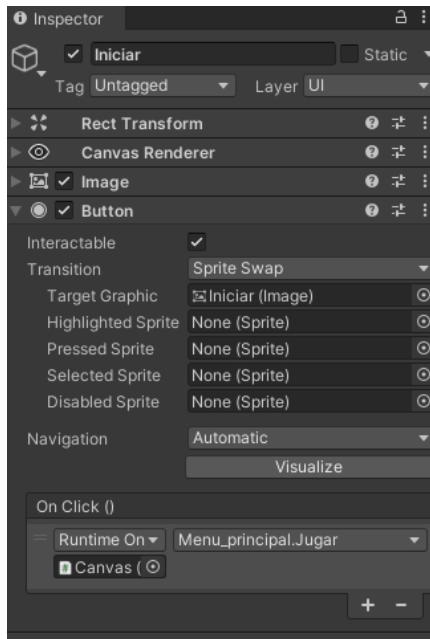 Inspector
Iniciar Static
Tag Untagged Layer UI
Rect Transform
Canvas Renderer
Image
Button
Interactable
Transition Sprite Swap
Target Graphic Iniciar (Image)
Highlighted Sprite None (Sprite)
Pressed Sprite None (Sprite)
Selected Sprite None (Sprite)
Disabled Sprite None (Sprite)
Navigation Automatic
Visualize
On Click ()
Runtime On Menu_principal.Jugar
Canvas (
+ -